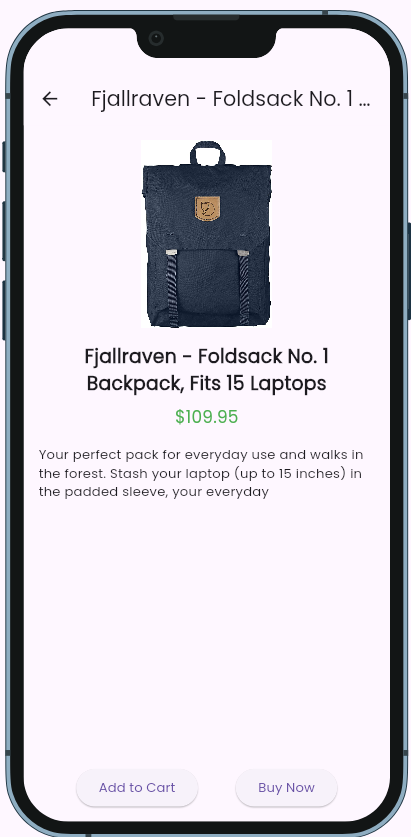 Fjallraven - Foldsack No. 1 ...
Fjallraven - Foldsack No. 1
Backpack, Fits 15 Laptops
$109.95
Your perfect pack for everyday use and walks in
the forest. Stash your laptop (up to 15 inches) in
the padded sleeve, your everyday
Add to Cart
Buy Now